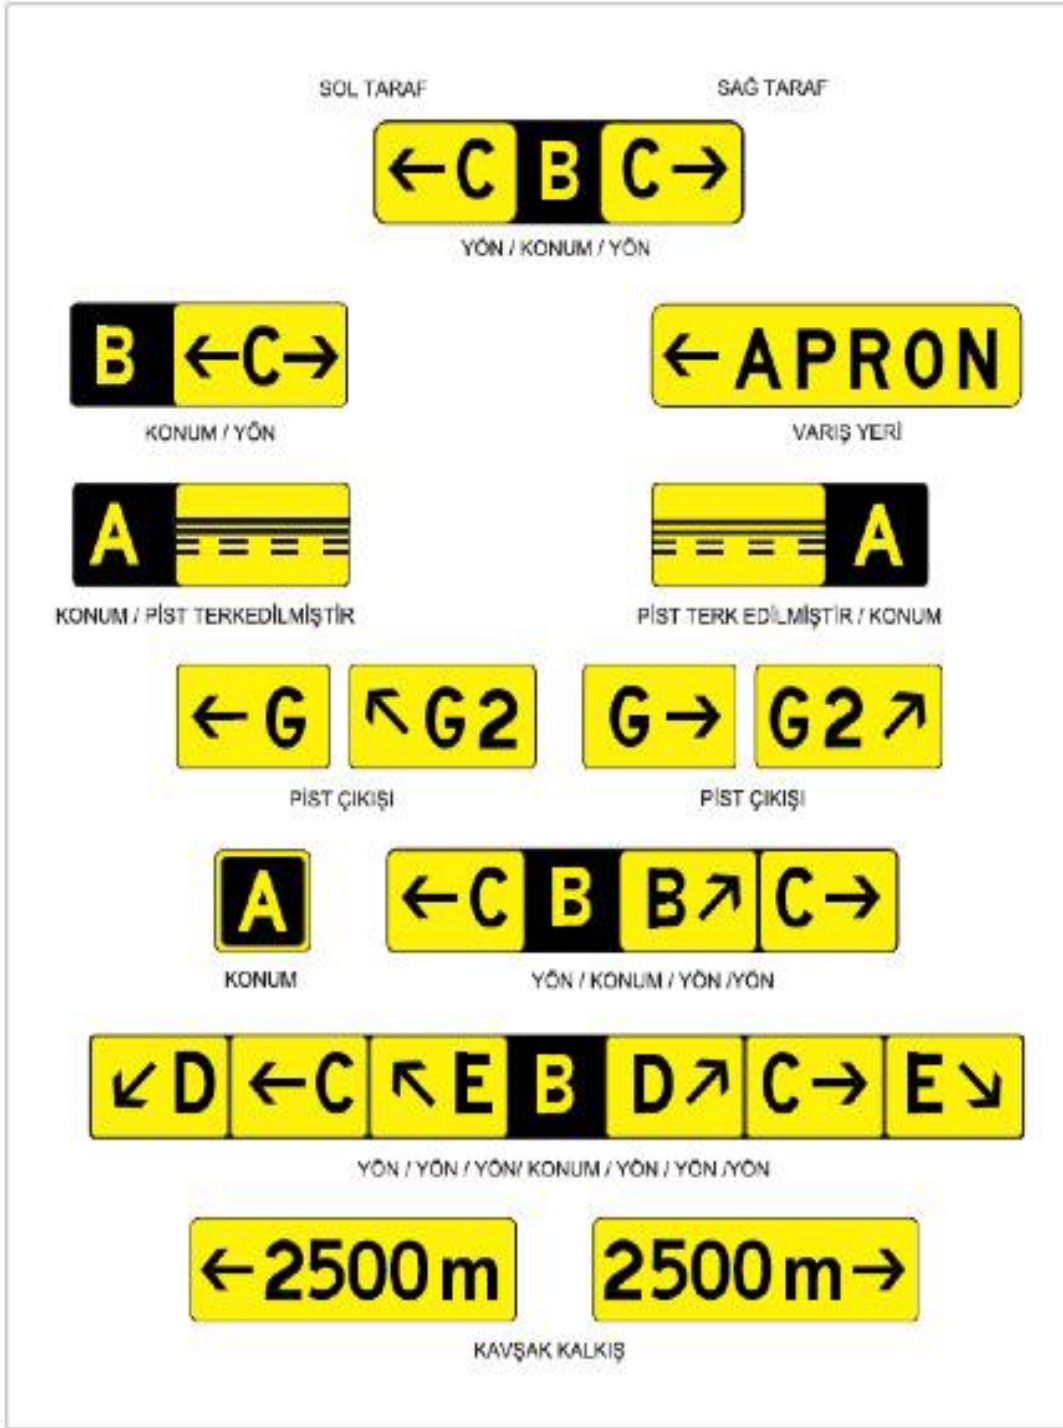 SOL TARAF SAĞ TARAF
←C B C→
YÖN / KONUM / YÖN
B ←C→ ←APRON
KONUM / YÖN VARIŞ YERİ
A A
KONUM / PİST TERKEDİLMİŞTİR PİST TERK EDİLMİŞTİR / KONUM
←G ↖G2 G→ G2↗
PİST ÇIKIŞI PİST ÇIKIŞI
A ←C B B↗ C→
KONUM YÖN / KONUM / YÖN /YÖN
↙D ←C ↖E B D↗ C→ E↘
YÖN / YÖN / YÖN/ KONUM / YÖN / YÖN /YÖN
←2500m 2500m→
KAVŞAK KALKIŞ